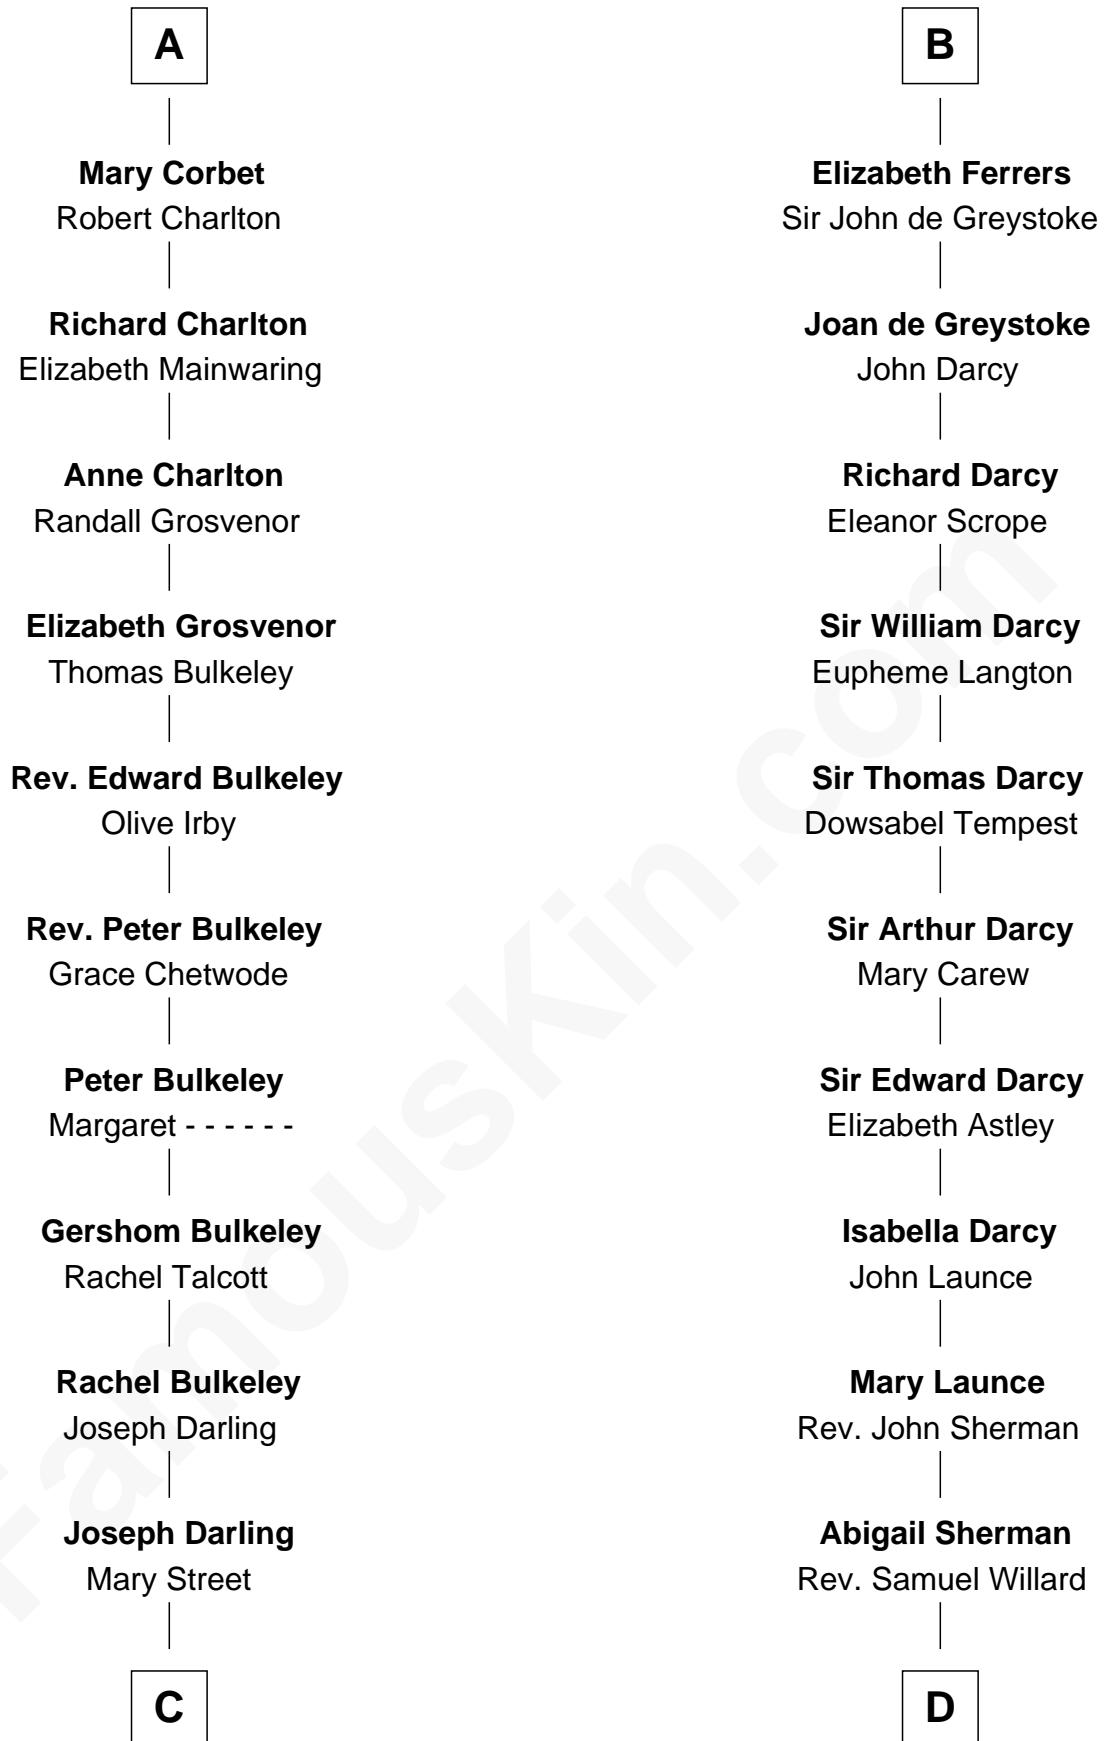 A
Mary Corbet
Robert Charlton
Richard Charlton
Elizabeth Mainwaring
Anne Charlton
Randall Grosvenor
Elizabeth Grosvenor
Thomas Bulkeley
Rev. Edward Bulkeley
Olive Irby
Rev. Peter Bulkeley
Grace Chetwode
Peter Bulkeley
Margaret - - - - - -
Gershom Bulkeley
Rachel Talcott
Rachel Bulkeley
Joseph Darling
Joseph Darling
Mary Street
C
B
Elizabeth Ferrers
Sir John de Greystoke
Joan de Greystoke
John Darcy
Richard Darcy
Eleanor Scrope
Sir William Darcy
Eupheme Langton
Sir Thomas Darcy
Dowsabel Tempest
Sir Arthur Darcy
Mary Carew
Sir Edward Darcy
Elizabeth Astley
Isabella Darcy
John Launce
Mary Launce
Rev. John Sherman
Abigail Sherman
Rev. Samuel Willard
D
FamousKin.com